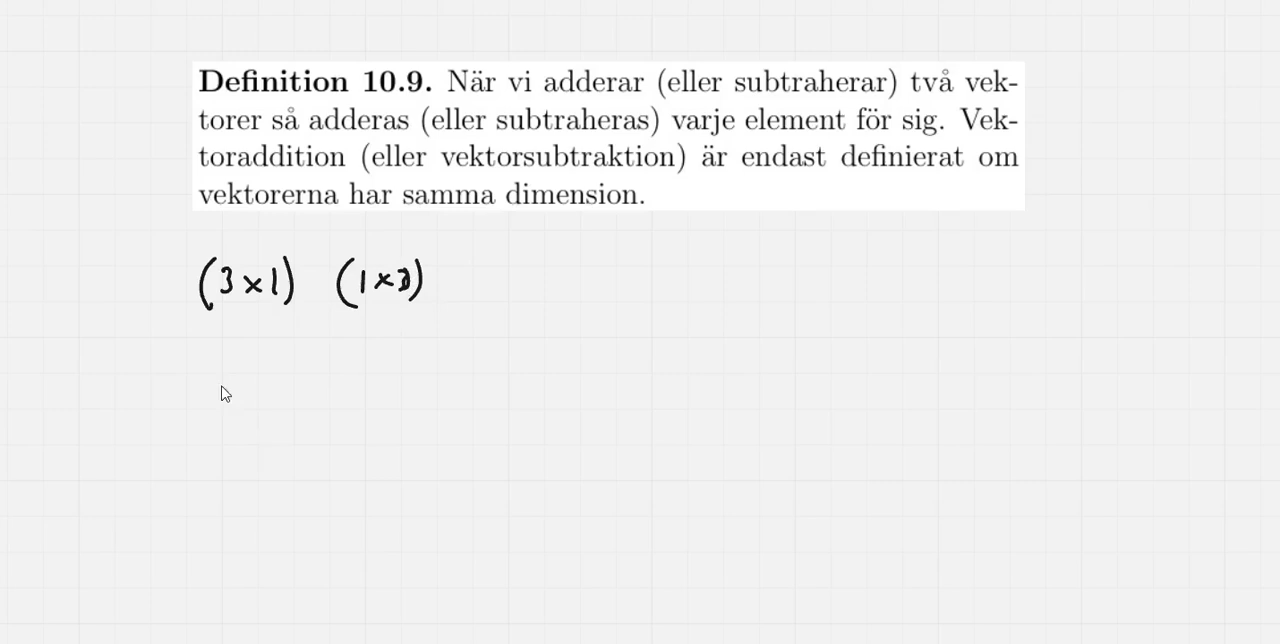 Definition 10.9. När vi adderar (eller subtraherar) två vek-
torer så adderas (eller subtraheras) varje element för sig. Vek-
toraddition (eller vektorsubtraktion) är endast definierat om
vektorerna har samma dimension.
(3×1) (1×3)